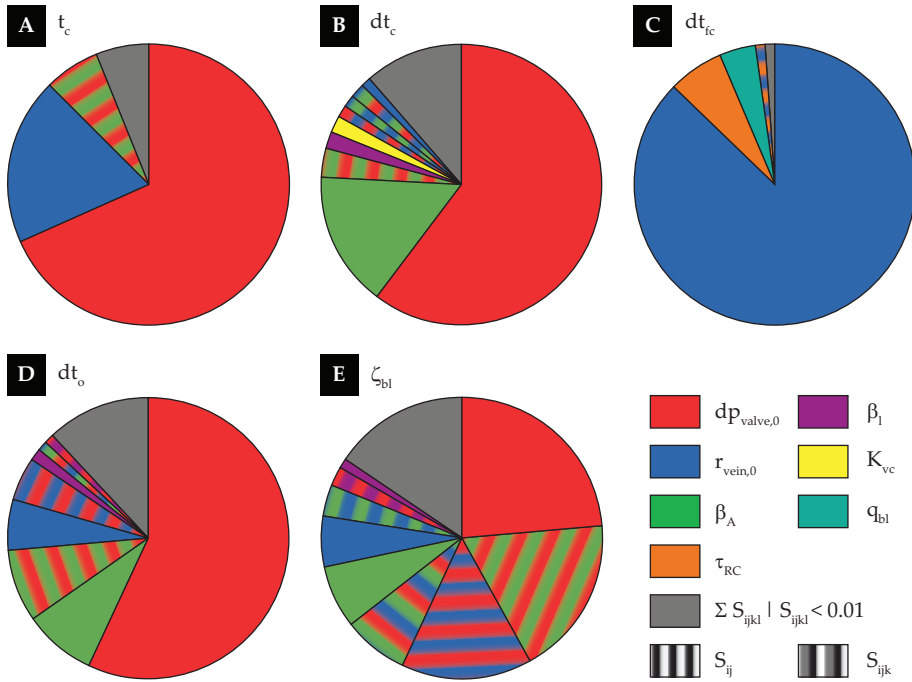 A t_c
B dt_c
C dt_fc
D dt_o
E ζ_bl
dp_valve,0
β_l
r_vein,0
K_vc
β_A
q_bl
τ_RC
Σ S_ijkl | S_ijkl < 0.01
S_ij
S_ijk